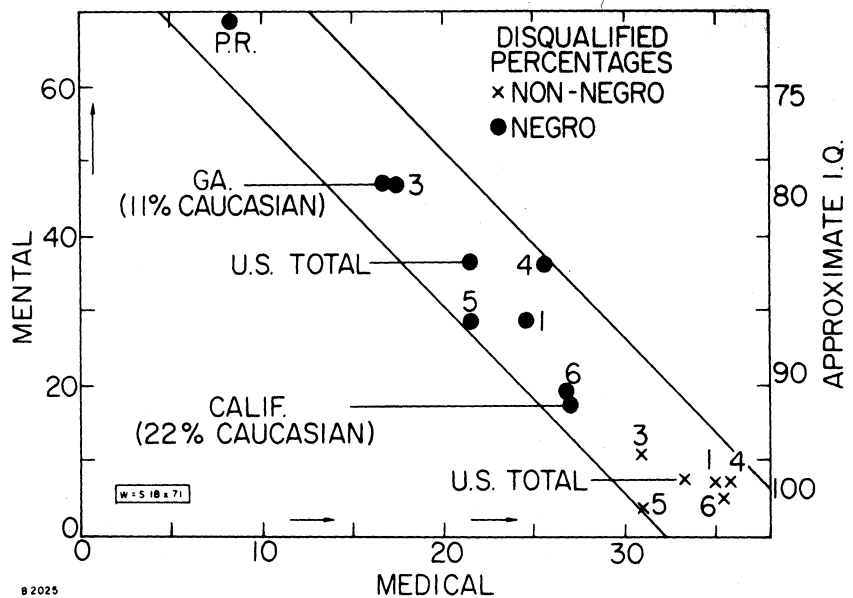 DISQUALIFIED
PERCENTAGES
× NON-NEGRO
● NEGRO
P.R.
60
75
GA.
(11% CAUCASIAN)
3
80
40
U.S. TOTAL
4
5
1
MENTAL
APPROXIMATE I.Q.
6
20
90
CALIF.
(22% CAUCASIAN)
3
U.S. TOTAL
1
4
5
6
100
W = S 18 x 71
0
0
10
20
30
MEDICAL
B 2025